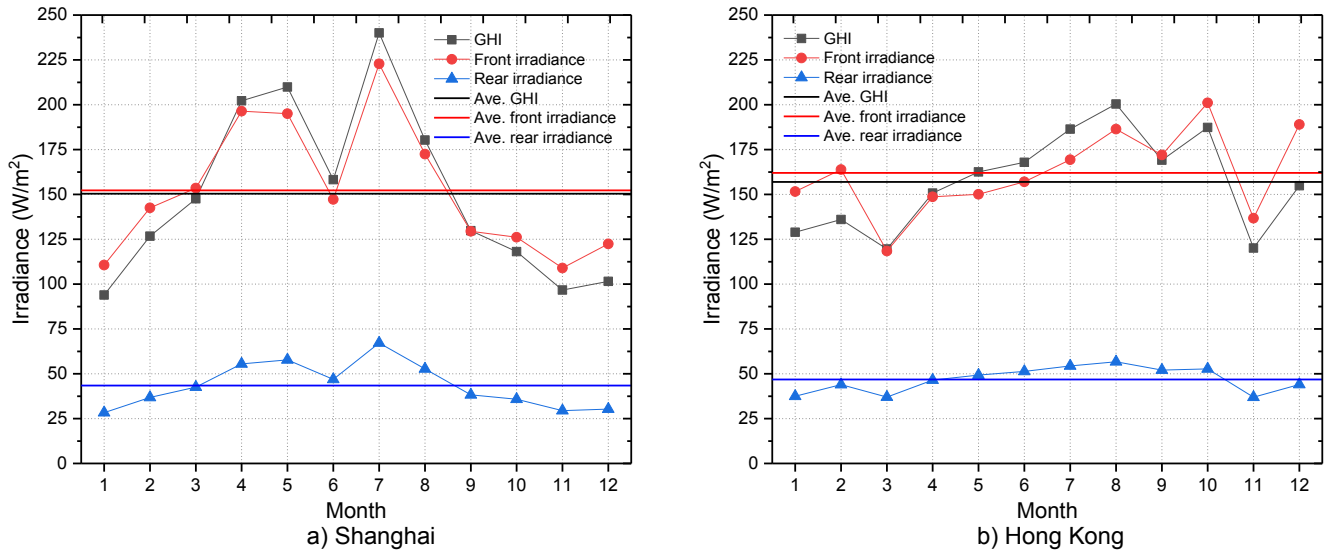 250
225
200
175
150
125
100
75
50
25
0
Irradiance (W/m²)
GHI
Front irradiance
Rear irradiance
Ave. GHI
Ave. front irradiance
Ave. rear irradiance
1 2 3 4 5 6 7 8 9 10 11 12
Month
a) Shanghai
250
225
200
175
150
125
100
75
50
25
0
Irradiance (W/m²)
GHI
Front irradiance
Rear irradiance
Ave. GHI
Ave. front irradiance
Ave. rear irradiance
1 2 3 4 5 6 7 8 9 10 11 12
Month
b) Hong Kong